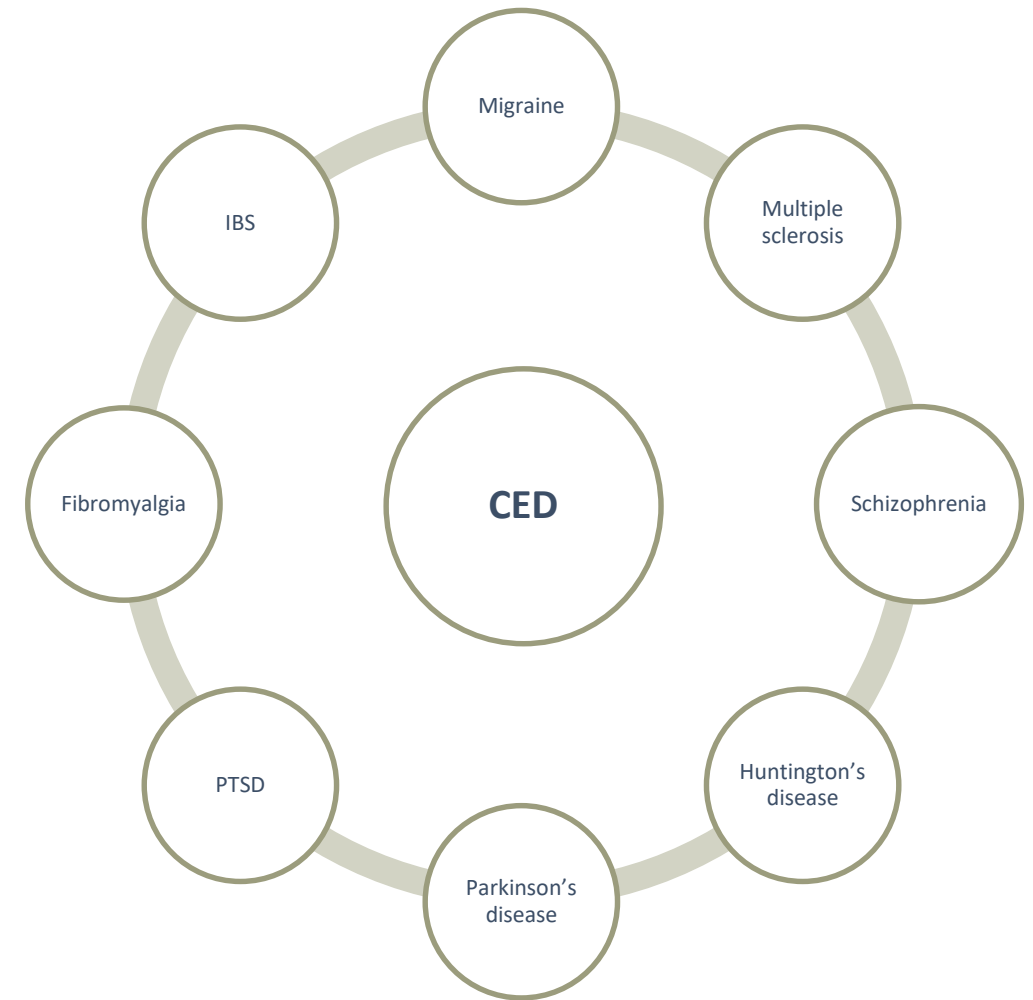 Migraine
Multiple
sclerosis
Schizophrenia
Huntington’s
disease
Parkinson’s
disease
PTSD
Fibromyalgia
IBS
CED